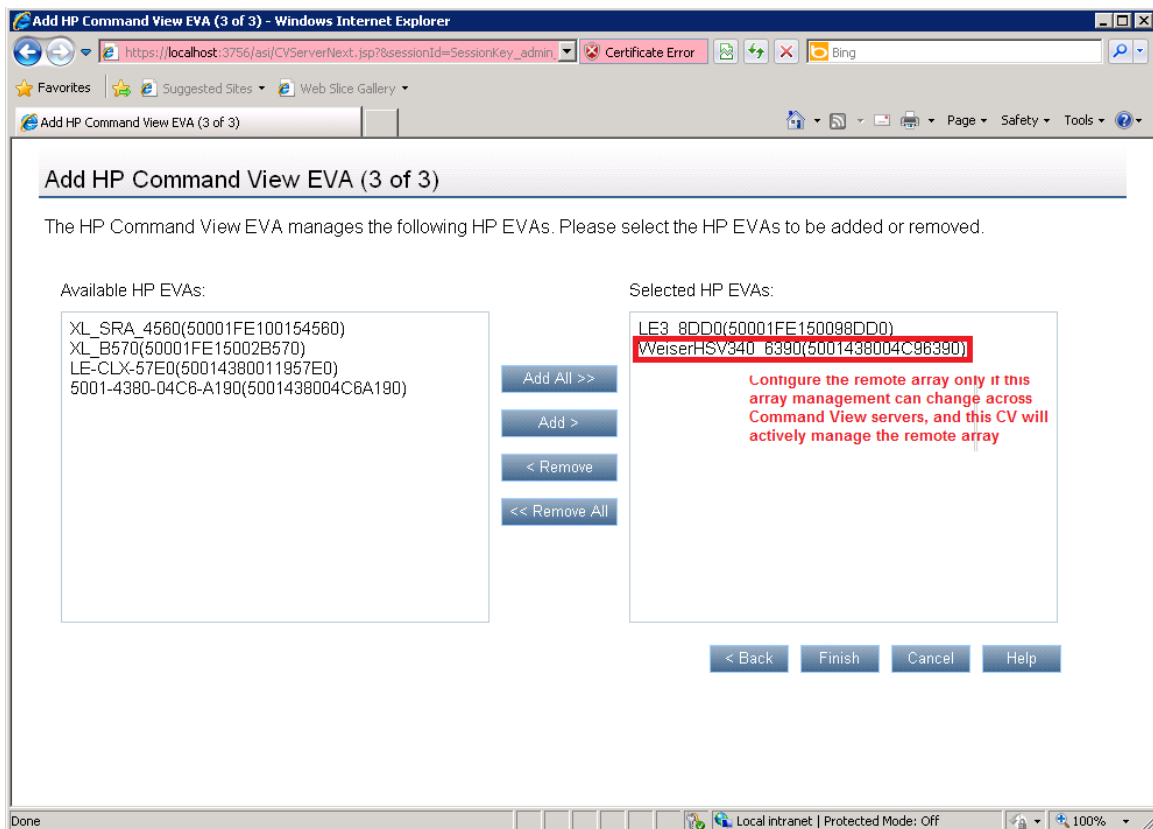 Add HP Command View EVA (3 of 3) - Windows Internet Explorer
https://localhost:3756/asi/CVServerNext.jsp?&sessionId=SessionKey_admin_
Certificate Error
Bing
Favorites
Suggested Sites
Web Slice Gallery
Add HP Command View EVA (3 of 3)
Page
Safety
Tools
Add HP Command View EVA (3 of 3)
The HP Command View EVA manages the following HP EVAs. Please select the HP EVAs to be added or removed.
Available HP EVAs:
XL_SRA_4560(50001FE100154560)
XL_B570(50001FE15002B570)
LE-CLX-57E0(50014380011957E0)
5001-4380-04C6-A190(5001438004C6A190)
Add All >>
Add >
< Remove
<< Remove All
Selected HP EVAs:
LE3_8DD0(50001FE150098DD0)
WeiserHSV340_6390(5001438004C96390)
Configure the remote array only if this
array management can change across
Command View servers, and this CV will
actively manage the remote array
< Back
Finish
Cancel
Help
Done
Local intranet | Protected Mode: Off
100%